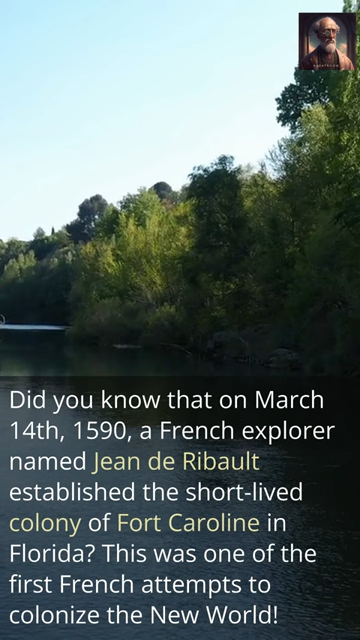 Did you know that on March
14th, 1590, a French explorer
named Jean de Ribault
established the short-lived
colony of Fort Caroline in
Florida? This was one of the
first French attempts to
colonize the New World!